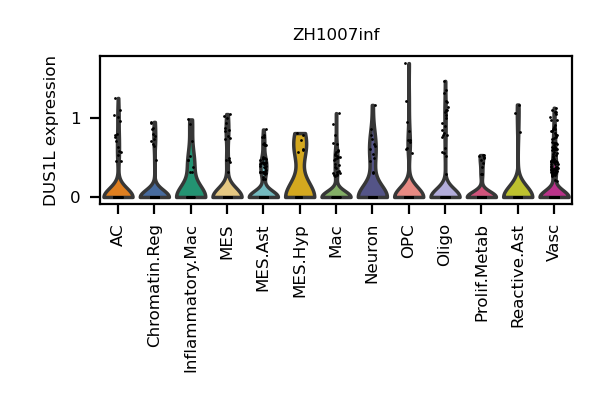 ZH1007inf
DUS1L expression
1
0
AC
Chromatin.Reg
Inflammatory.Mac
MES
MES.Ast
MES.Hyp
Mac
Neuron
OPC
Oligo
Prolif.Metab
Reactive.Ast
Vasc